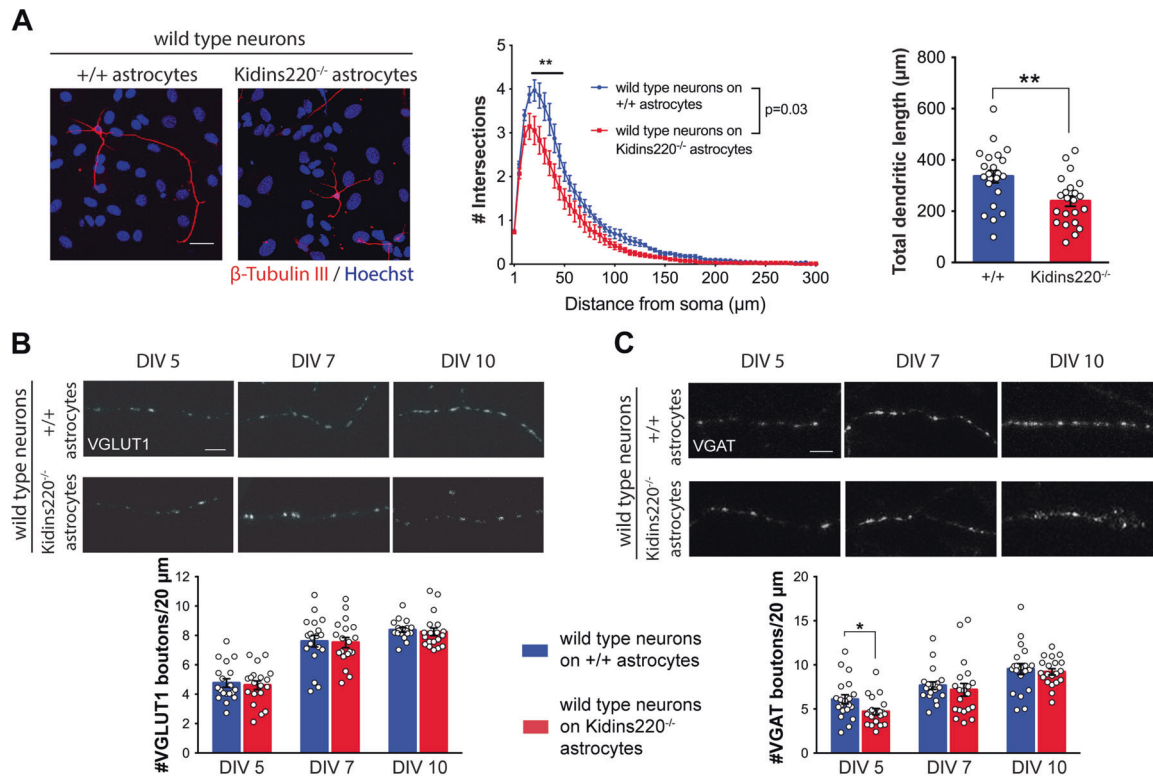 A
wild type neurons
+/+ astrocytes
Kidins220-/- astrocytes
β-Tubulin III / Hoechst
# Intersections
5
4
3
2
1
0
**
wild type neurons on
+/+ astrocytes
wild type neurons on
Kidins220-/- astrocytes
p=0.03
1
50
100
150
200
250
300
Distance from soma (µm)
Total dendritic length (µm)
800
600
400
200
0
**
+/+
Kidins220-/-
B
DIV 5
DIV 7
DIV 10
wild type neurons
+/+
astrocytes
Kidins220-/-
astrocytes
VGLUT1
#VGLUT1 boutons/20 µm
12
10
8
6
4
2
0
DIV 5
DIV 7
DIV 10
wild type neurons
on +/+ astrocytes
wild type neurons
on Kidins220-/-
astrocytes
C
DIV 5
DIV 7
DIV 10
wild type neurons
+/+
astrocytes
Kidins220-/-
astrocytes
VGAT
#VGAT boutons/20 µm
20
15
10
5
0
*
DIV 5
DIV 7
DIV 10